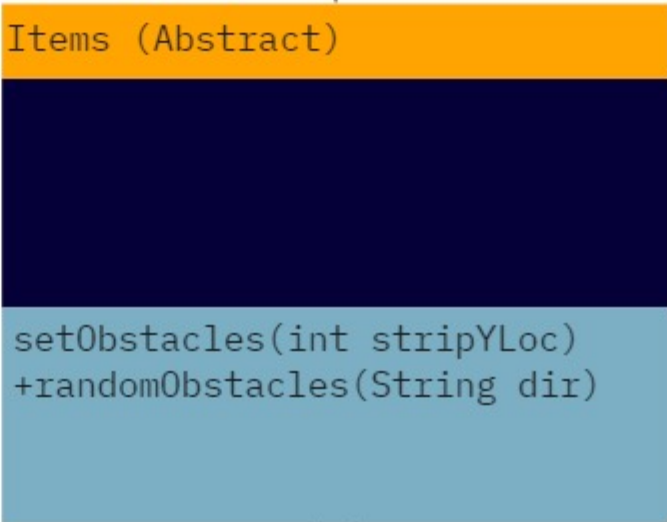 Items (Abstract)
setObstacles(int stripYLoc)
+randomObstacles(String dir)